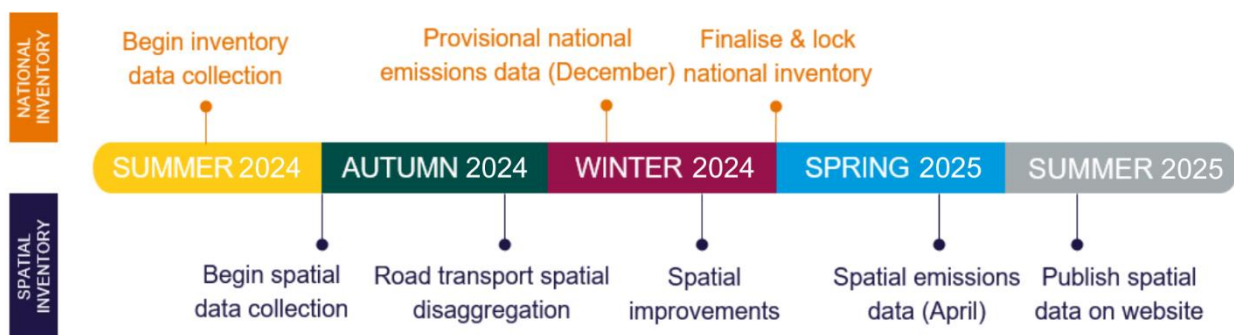 NATIONAL
INVENTORY
Begin inventory
data collection
Provisional national
emissions data (December)
Finalise & lock
national inventory
SUMMER 2024
AUTUMN 2024
WINTER 2024
SPRING 2025
SUMMER 2025
SPATIAL
INVENTORY
Begin spatial
data collection
Road transport spatial
disaggregation
Spatial
improvements
Spatial emissions
data (April)
Publish spatial
data on website